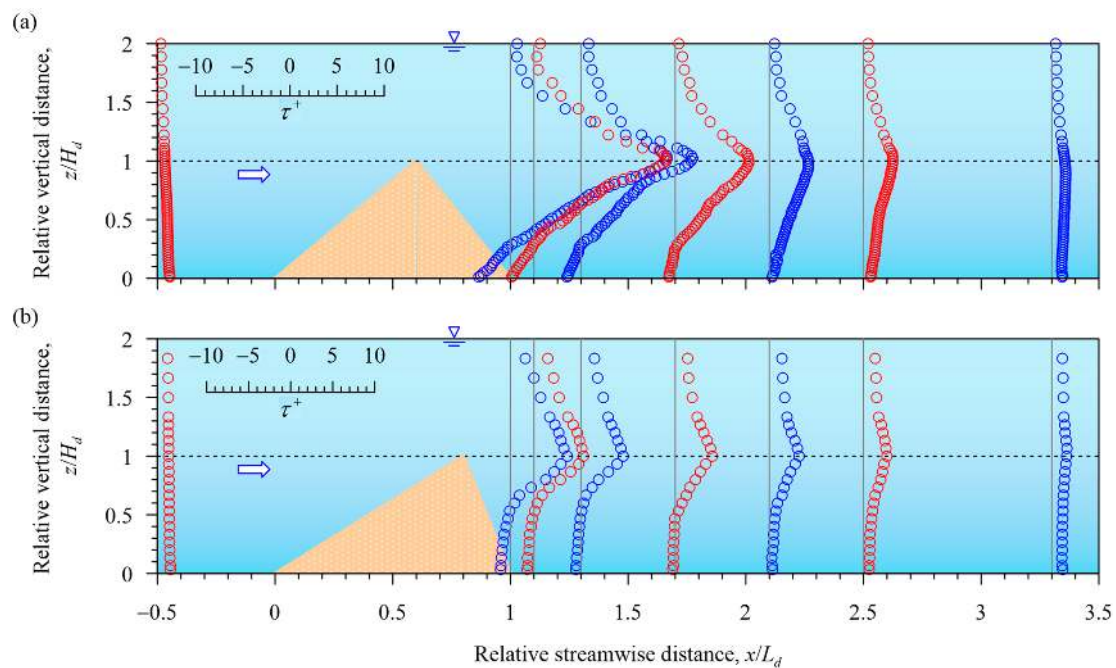 (a)
2
1.5
1
0.5
0
Relative vertical distance,
z/H_d
−10 −5 0 5 10
τ⁺
(b)
2
1.5
1
0.5
0
Relative vertical distance,
z/H_d
−10 −5 0 5 10
τ⁺
−0.5 0 0.5 1 1.5 2 2.5 3 3.5
Relative streamwise distance, x/L_d